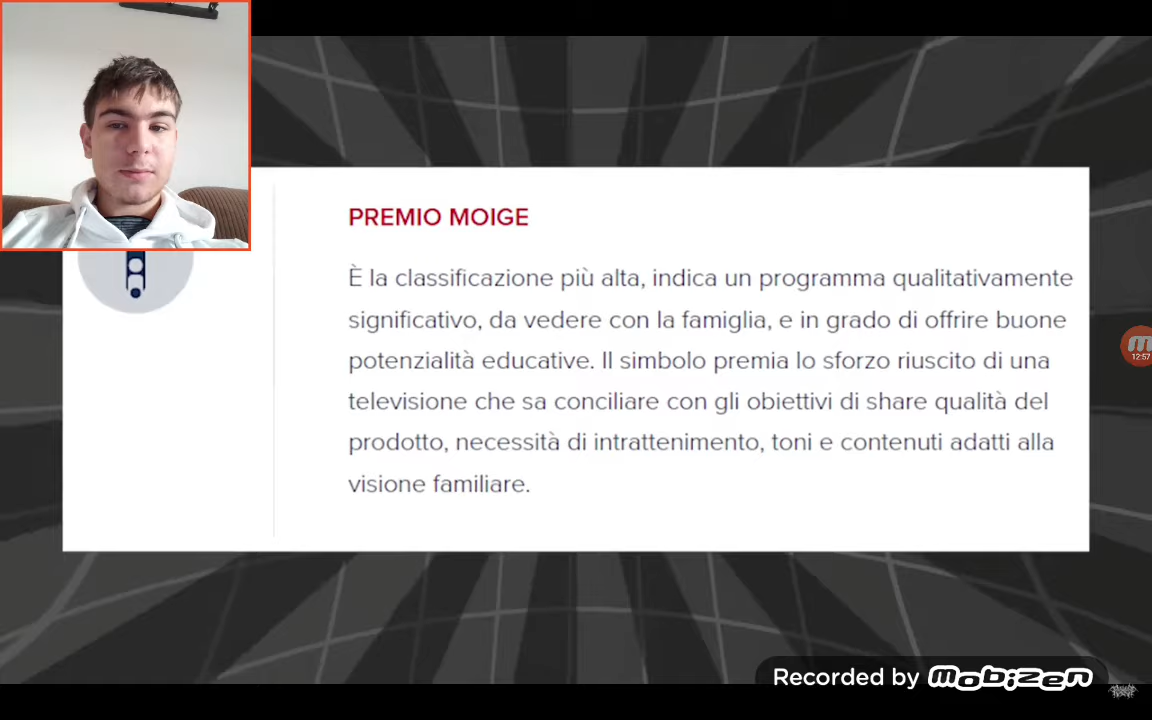 PREMIO MOIGE
È la classificazione più alta, indica un programma qualitativamente
significativo, da vedere con la famiglia, e in grado di offrire buone
potenzialità educative. Il simbolo premia lo sforzo riuscito di una
televisione che sa conciliare con gli obiettivi di share qualità del
prodotto, necessità di intrattenimento, toni e contenuti adatti alla
visione familiare.
12:57
Recorded by mobizen